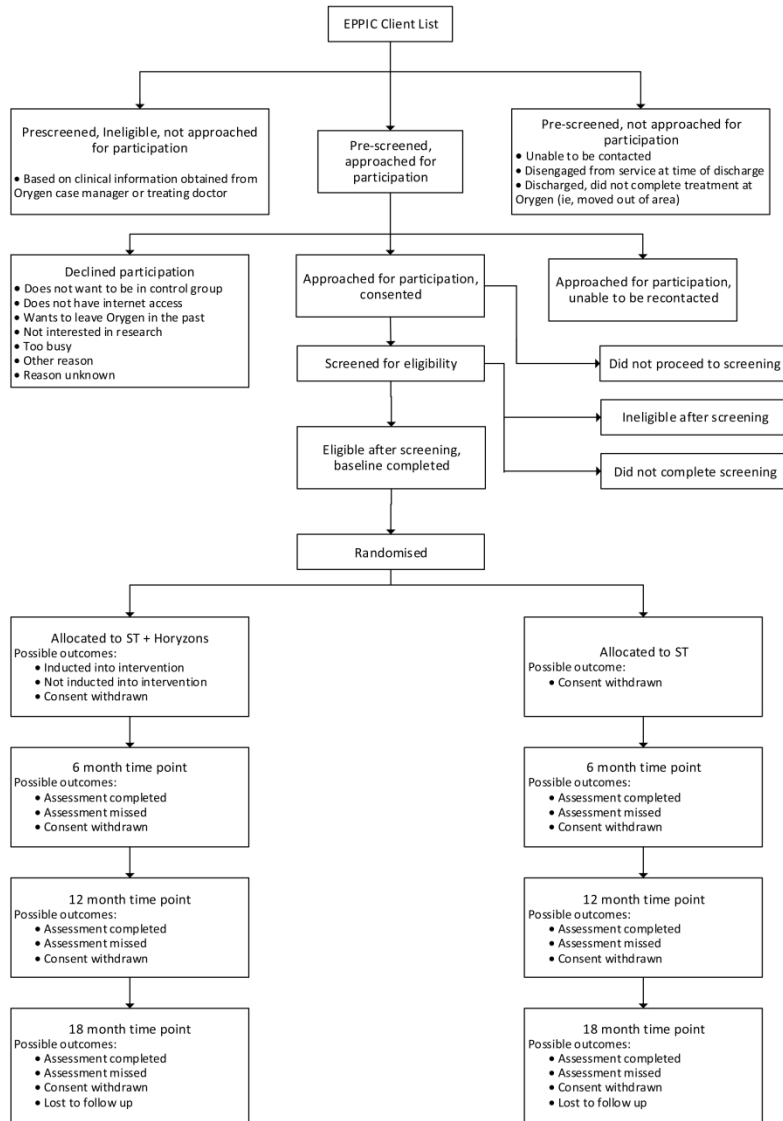 EPPIC Client List
Prescreened, Ineligible, not approached
for participation
● Based on clinical information obtained from
Orygen case manager or treating doctor
Pre-screened,
approached for
participation
Pre-screened, not approached for
participation
● Unable to be contacted
● Disengaged from service at time of discharge
● Discharged, did not complete treatment at
Orygen (ie, moved out of area)
Declined participation
● Does not want to be in control group
● Does not have internet access
● Wants to leave Orygen in the past
● Not interested in research
● Too busy
● Other reason
● Reason unknown
Approached for participation,
consented
Approached for participation,
unable to be recontacted
Screened for eligibility
Did not proceed to screening
Ineligible after screening
Eligible after screening,
baseline completed
Did not complete screening
Randomised
Allocated to ST + Horyzons
Possible outcomes:
● Inducted into intervention
● Not inducted into intervention
● Consent withdrawn
Allocated to ST
Possible outcome:
● Consent withdrawn
6 month time point
Possible outcomes:
● Assessment completed
● Assessment missed
● Consent withdrawn
6 month time point
Possible outcomes:
● Assessment completed
● Assessment missed
● Consent withdrawn
12 month time point
Possible outcomes:
● Assessment completed
● Assessment missed
● Consent withdrawn
12 month time point
Possible outcomes:
● Assessment completed
● Assessment missed
● Consent withdrawn
18 month time point
Possible outcomes:
● Assessment completed
● Assessment missed
● Consent withdrawn
● Lost to follow up
18 month time point
Possible outcomes:
● Assessment completed
● Assessment missed
● Consent withdrawn
● Lost to follow up